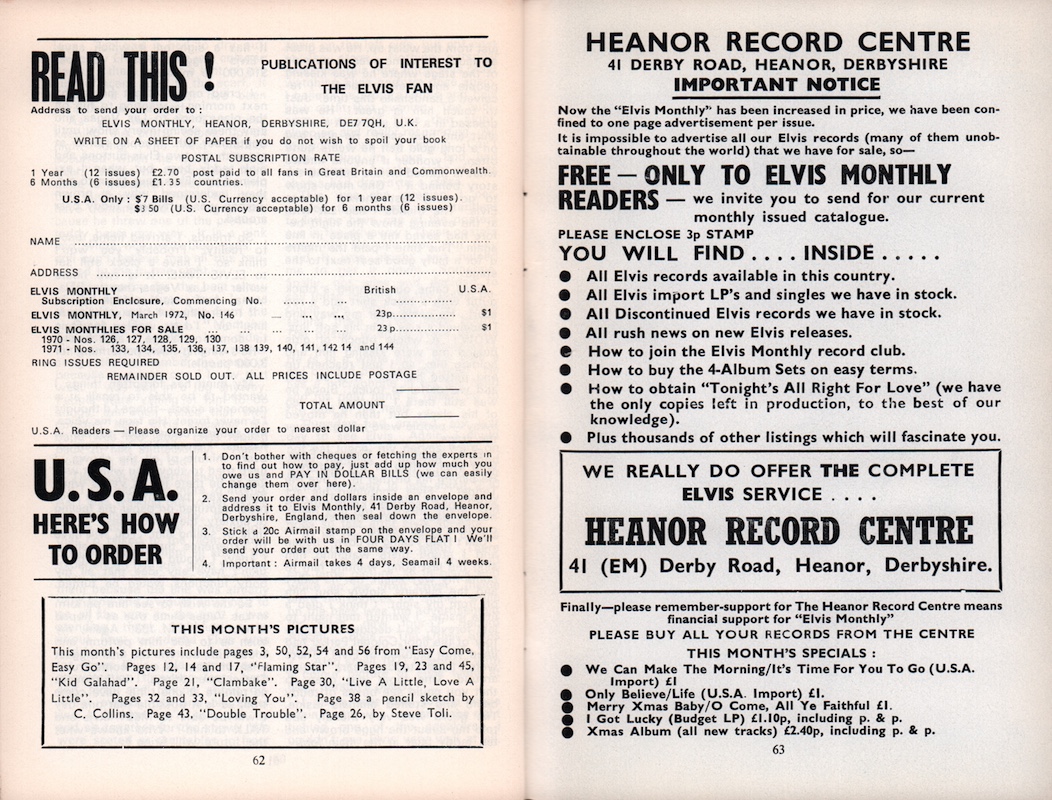 READ THIS !
PUBLICATIONS OF INTEREST TO
THE ELVIS FAN
Address to send your order to :
ELVIS MONTHLY, HEANOR, DERBYSHIRE, DE7 7QH, U.K.
WRITE ON A SHEET OF PAPER if you do not wish to spoil your book
POSTAL SUBSCRIPTION RATE
1 Year (12 issues) £2.70 post paid to all fans in Great Britain and Commonwealth.
6 Months (6 issues) £1.35 countries.
U.S.A. Only : $7 Bills (U.S. Currency acceptable) for 1 year (12 issues).
$3 50 (U.S. Currency acceptable) for 6 months (6 issues)
NAME ..........
ADDRESS ..........
ELVIS MONTHLY British U.S.A.
Subscription Enclosure, Commencing No. ........ ... ..............
ELVIS MONTHLY, March 1972, No. 146 ... ... ... 23p........... $1
ELVIS MONTHLIES FOR SALE ... ... ... ... ... 23p........... $1
1970 - Nos. 126, 127, 128, 129, 130
1971 - Nos. 133, 134, 135, 136, 137, 138 139, 140, 141, 142 14 and 144
RING ISSUES REQUIRED
REMAINDER SOLD OUT. ALL PRICES INCLUDE POSTAGE
TOTAL AMOUNT
U.S.A. Readers — Please organize your order to nearest dollar
U.S.A.
HERE'S HOW
TO ORDER
1. Don't bother with cheques or fetching the experts in
to find out how to pay, just add up how much you
owe us and PAY IN DOLLAR BILLS (we can easily
change them over here).
2. Send your order and dollars inside an envelope and
address it to Elvis Monthly, 41 Derby Road, Heanor,
Derbyshire, England, then seal down the envelope.
3. Stick a 20c Airmail stamp on the envelope and your
order will be with us in FOUR DAYS FLAT ! We'll
send your order out the same way.
4. Important : Airmail takes 4 days, Seamail 4 weeks.
THIS MONTH'S PICTURES
This month's pictures include pages 3, 50, 52, 54 and 56 from "Easy Come,
Easy Go". Pages 12, 14 and 17, "Flaming Star". Pages 19, 23 and 45,
"Kid Galahad". Page 21, "Clambake". Page 30, "Live A Little, Love A
Little". Pages 32 and 33, "Loving You". Page 38 a pencil sketch by
C. Collins. Page 43, "Double Trouble". Page 26, by Steve Toli.
62
HEANOR RECORD CENTRE
41 DERBY ROAD, HEANOR, DERBYSHIRE
IMPORTANT NOTICE
Now the "Elvis Monthly" has been increased in price, we have been con-
fined to one page advertisement per issue.
It is impossible to advertise all our Elvis records (many of them unob-
tainable throughout the world) that we have for sale, so—
FREE — ONLY TO ELVIS MONTHLY
READERS — we invite you to send for our current
monthly issued catalogue.
PLEASE ENCLOSE 3p STAMP
YOU WILL FIND . . . . INSIDE . . . . .
● All Elvis records available in this country.
● All Elvis import LP's and singles we have in stock.
● All Discontinued Elvis records we have in stock.
● All rush news on new Elvis releases.
● How to join the Elvis Monthly record club.
● How to buy the 4-Album Sets on easy terms.
● How to obtain "Tonight's All Right For Love" (we have
the only copies left in production, to the best of our
knowledge).
● Plus thousands of other listings which will fascinate you.
WE REALLY DO OFFER THE COMPLETE
ELVIS SERVICE . . . .
HEANOR RECORD CENTRE
41 (EM) Derby Road, Heanor, Derbyshire.
Finally—please remember-support for The Heanor Record Centre means
financial support for "Elvis Monthly"
PLEASE BUY ALL YOUR RECORDS FROM THE CENTRE
THIS MONTH'S SPECIALS :
● We Can Make The Morning/It's Time For You To Go (U.S.A.
Import) £1
● Only Believe/Life (U.S.A. Import) £1.
● Merry Xmas Baby/O Come, All Ye Faithful £1.
● I Got Lucky (Budget LP) £1.10p, including p. & p.
● Xmas Album (all new tracks) £2.40p, including p. & p.
63